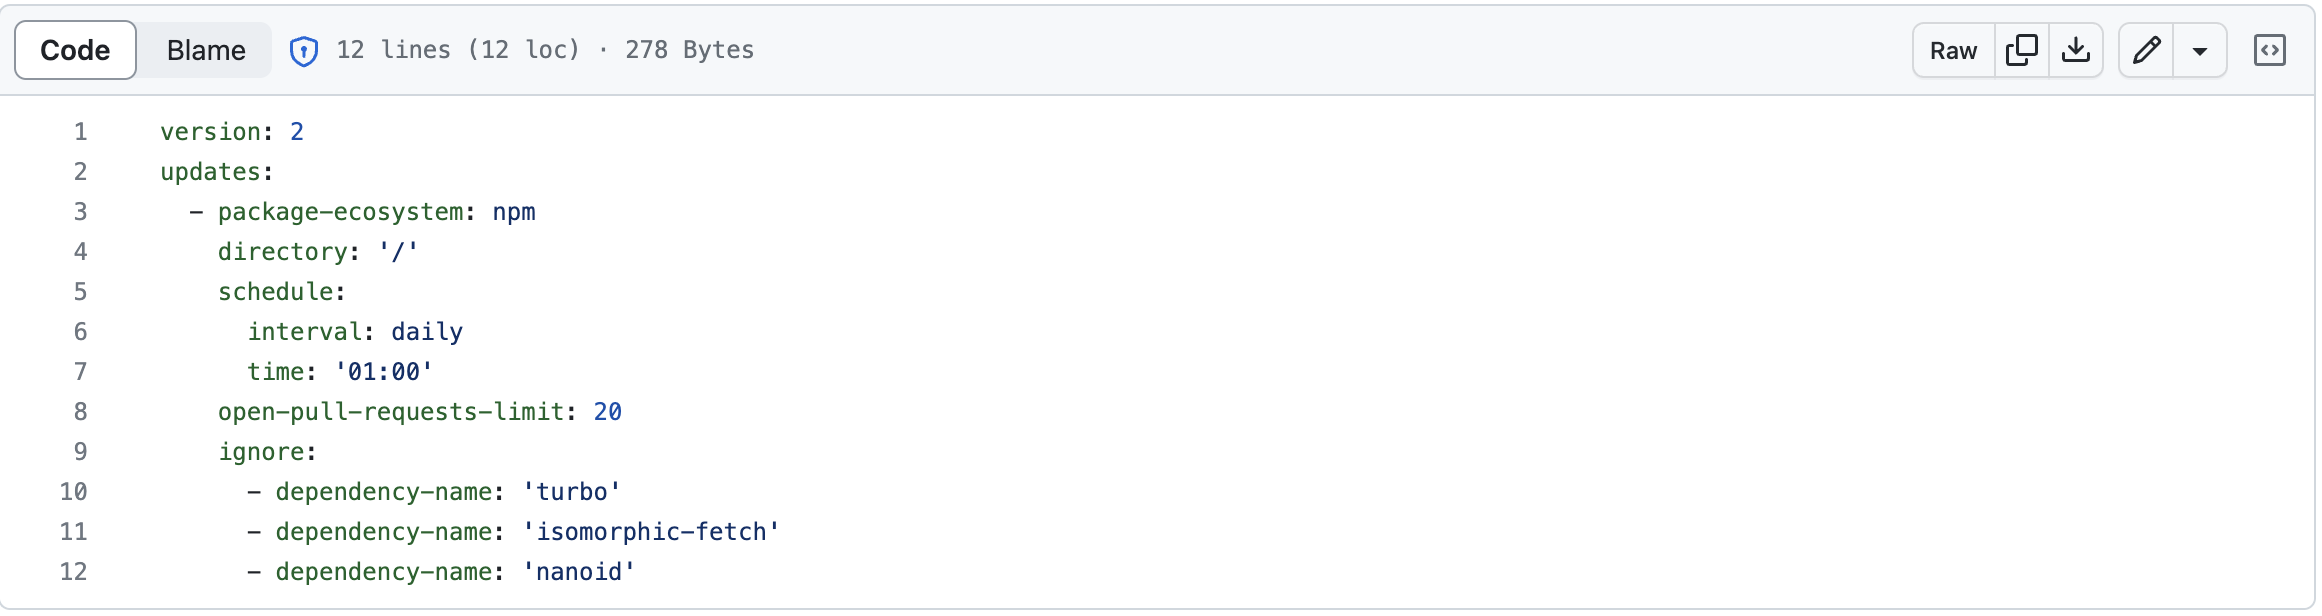 Code Blame 12 lines (12 loc) · 278 Bytes Raw
1 version: 2
2 updates:
3   - package-ecosystem: npm
4     directory: '/'
5     schedule:
6       interval: daily
7       time: '01:00'
8     open-pull-requests-limit: 20
9     ignore:
10       - dependency-name: 'turbo'
11       - dependency-name: 'isomorphic-fetch'
12       - dependency-name: 'nanoid'